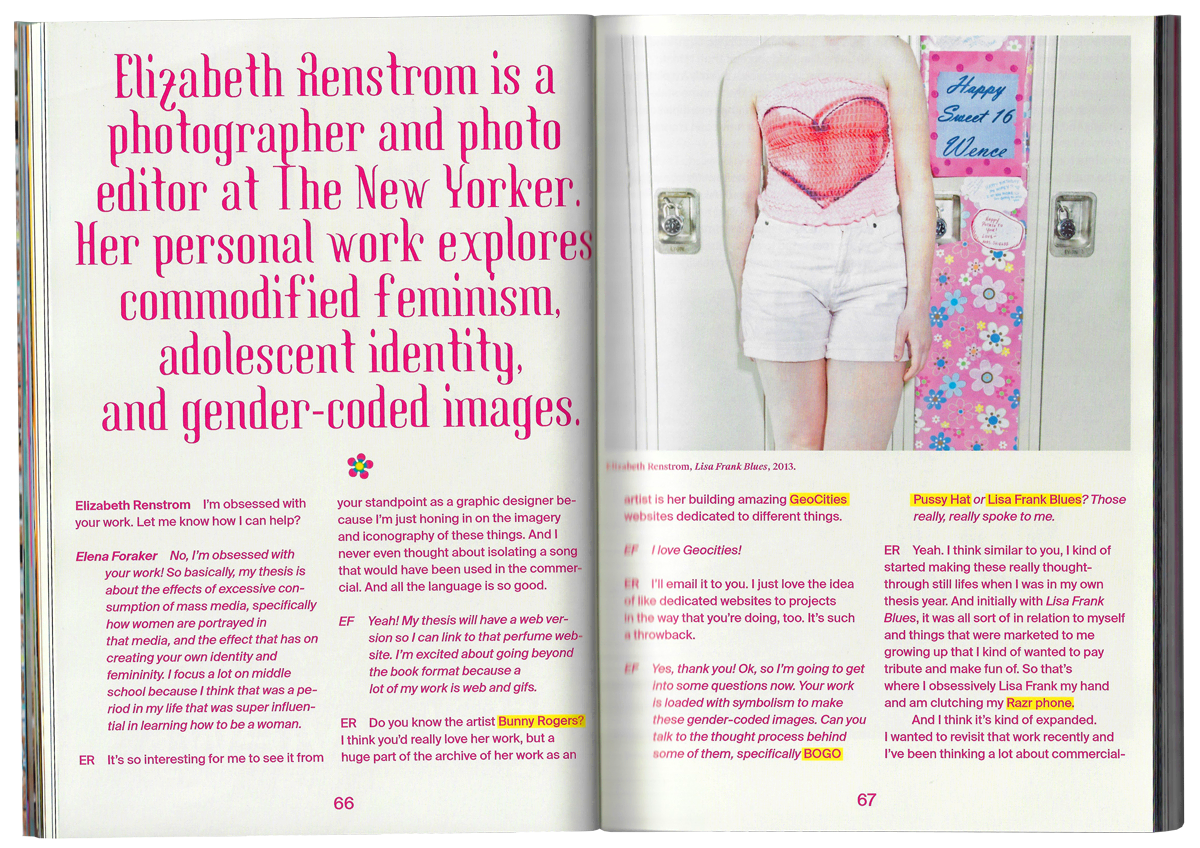 Elizabeth Renstrom is a
photographer and photo
editor at The New Yorker.
Her personal work explores
commodified feminism,
adolescent identity,
and gender-coded images.
Elizabeth Renstrom I'm obsessed with
your work. Let me know how I can help?
Elena Foraker No, I'm obsessed with
your work! So basically, my thesis is
about the effects of excessive con-
sumption of mass media, specifically
how women are portrayed in
that media, and the effect that has on
creating your own identity and
femininity. I focus a lot on middle
school because I think that was a pe-
riod in my life that was super influen-
tial in learning how to be a woman.
ER It's so interesting for me to see it from
your standpoint as a graphic designer be-
cause I'm just honing in on the imagery
and iconography of these things. And I
never even thought about isolating a song
that would have been used in the commer-
cial. And all the language is so good.
EF Yeah! My thesis will have a web ver-
sion so I can link to that perfume web-
site. I'm excited about going beyond
the book format because a
lot of my work is web and gifs.
ER Do you know the artist Bunny Rogers?
I think you'd really love her work, but a
huge part of the archive of her work as an
66
Happy
Sweet 16
Wence
Elizabeth Renstrom, Lisa Frank Blues, 2013.
artist is her building amazing GeoCities
websites dedicated to different things.
EF I love Geocities!
ER I'll email it to you. I just love the idea
of like dedicated websites to projects
in the way that you're doing, too. It's such
a throwback.
EF Yes, thank you! Ok, so I'm going to get
into some questions now. Your work
is loaded with symbolism to make
these gender-coded images. Can you
talk to the thought process behind
some of them, specifically BOGO
Pussy Hat or Lisa Frank Blues? Those
really, really spoke to me.
ER Yeah. I think similar to you, I kind of
started making these really thought-
through still lifes when I was in my own
thesis year. And initially with Lisa Frank
Blues, it was all sort of in relation to myself
and things that were marketed to me
growing up that I kind of wanted to pay
tribute and make fun of. So that's
where I obsessively Lisa Frank my hand
and am clutching my Razr phone.
And I think it's kind of expanded.
I wanted to revisit that work recently and
I've been thinking a lot about commercial-
67